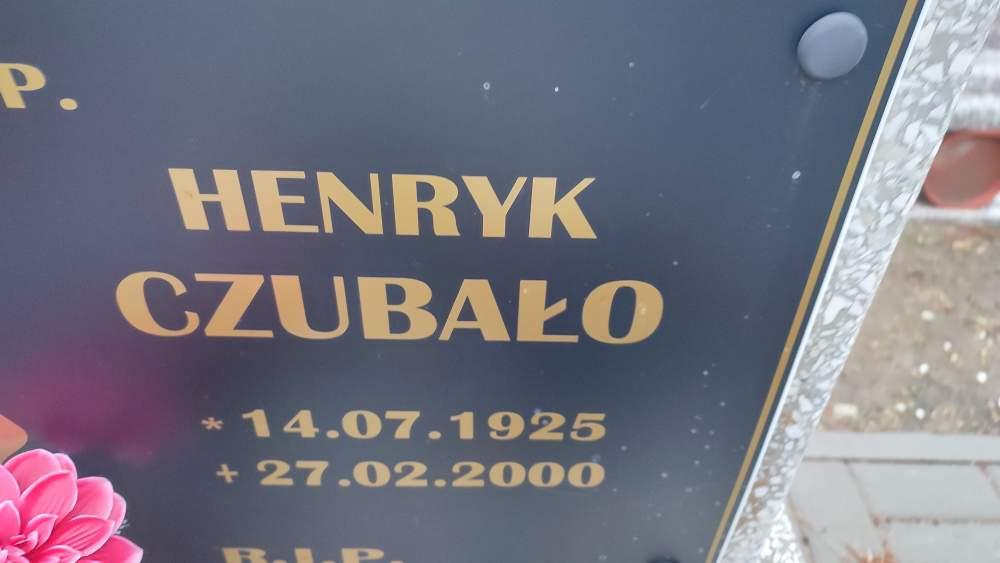 P.
HENRYK
CZUBAŁO
* 14.07.1925
+ 27.02.2000
R.I.P.